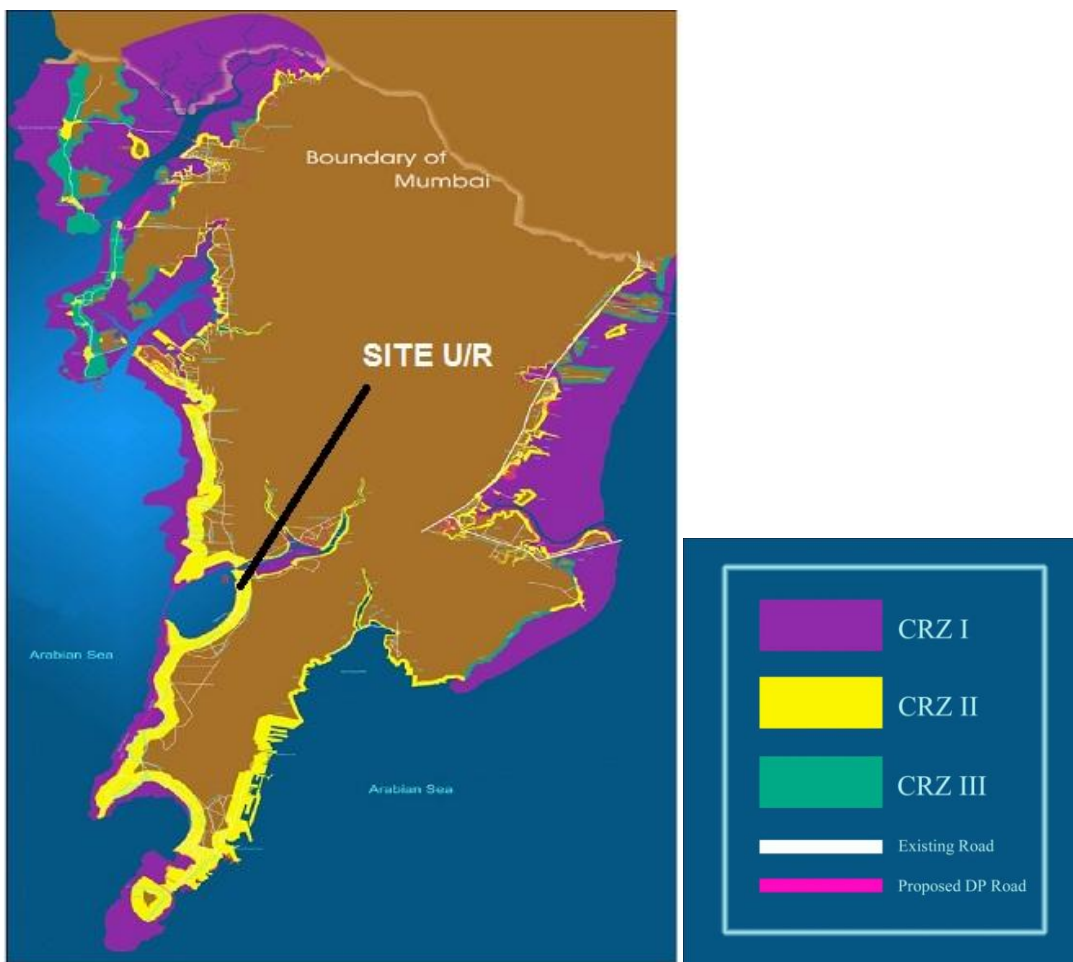 Boundary of
Mumbai
SITE U/R
Arabian Sea
Arabian Sea
CRZ I
CRZ II
CRZ III
Existing Road
Proposed DP Road